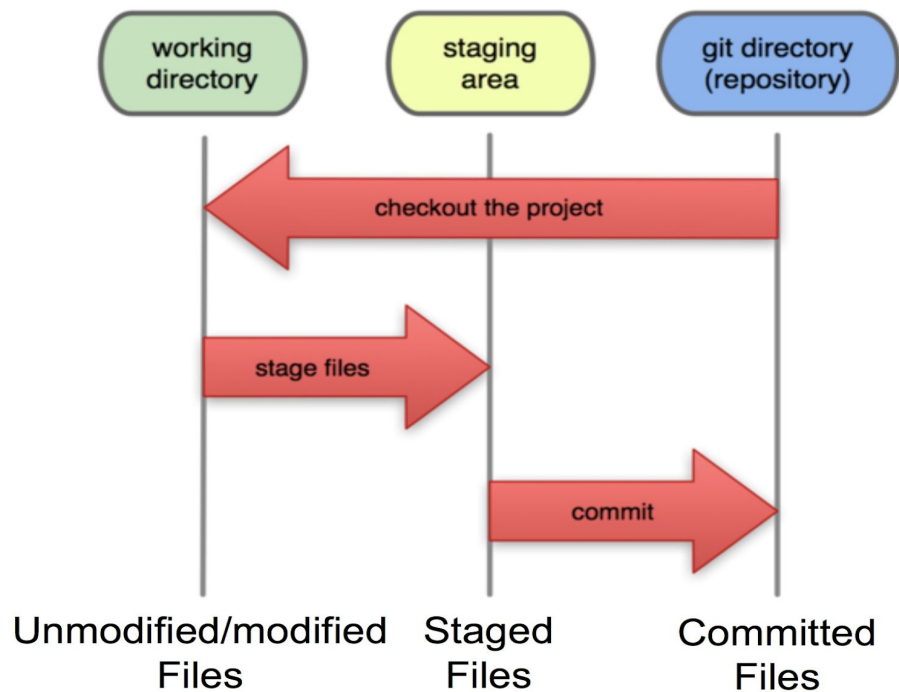 working
directory
staging
area
git directory
(repository)
checkout the project
stage files
commit
Unmodified/modified
Files
Staged
Files
Committed
Files